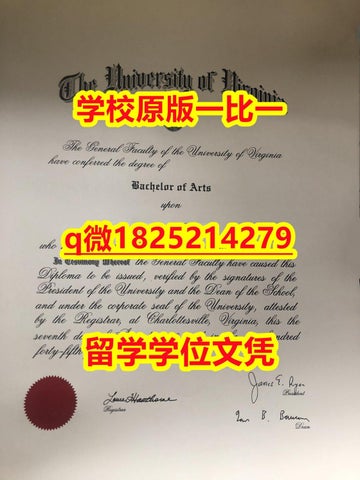 The University of Virginia
学校原版一比一
The General Faculty of the University of Virginia
have conferred the degree of
Bachelor of Arts
upon
q微1825214279
who
In Testimony Whereof the General Faculty have caused this
Diploma to be issued, verified by the signatures of the
President of the University and the Dean of the School,
and under the corporate seal of the University, attested
by the Registrar, at Charlottesville, Virginia, this the
seventh
forty-fifth
留学学位文凭
President
Registrar
Dean